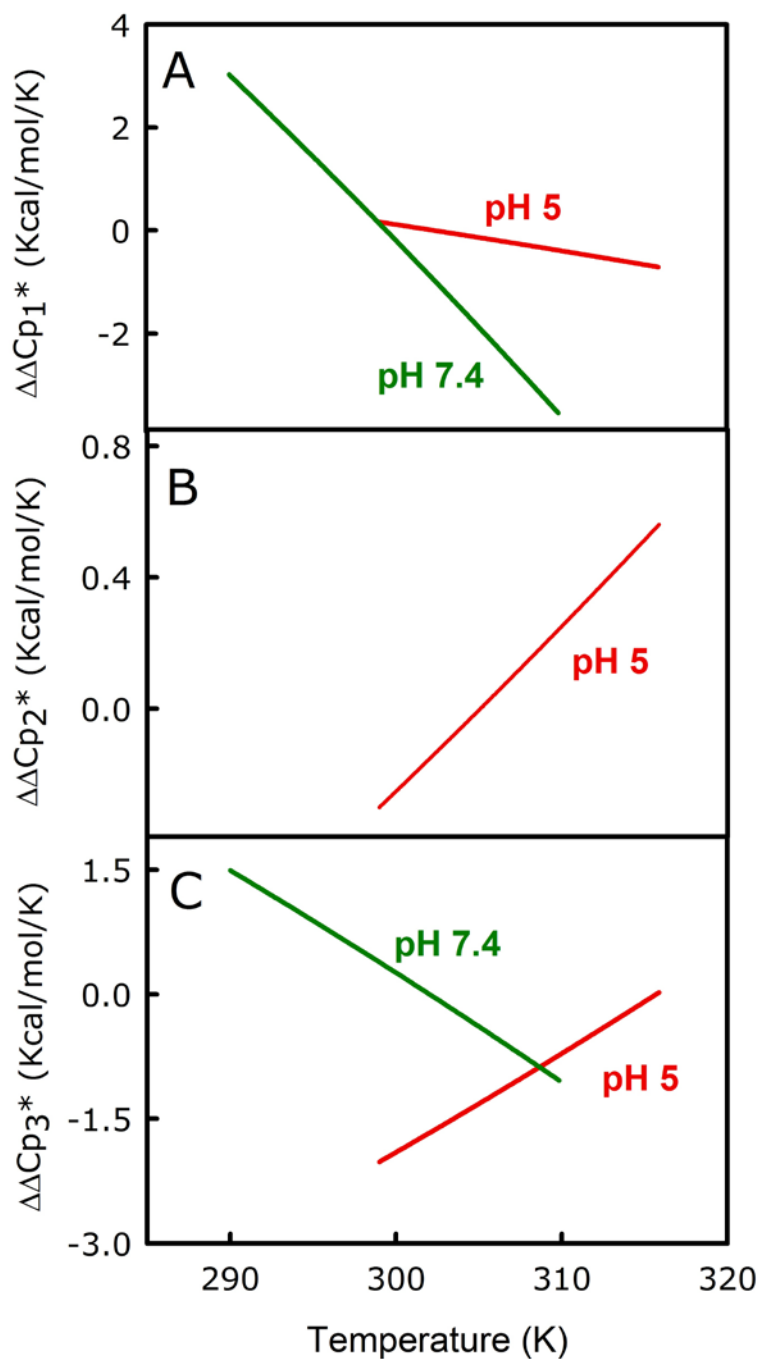 4
A
2
pH 5
0
-2
pH 7.4
ΔΔCp1* (Kcal/mol/K)
0.8
B
0.4
pH 5
0.0
ΔΔCp2* (Kcal/mol/K)
1.5
C
pH 7.4
0.0
pH 5
-1.5
-3.0
ΔΔCp3* (Kcal/mol/K)
290 300 310 320
Temperature (K)